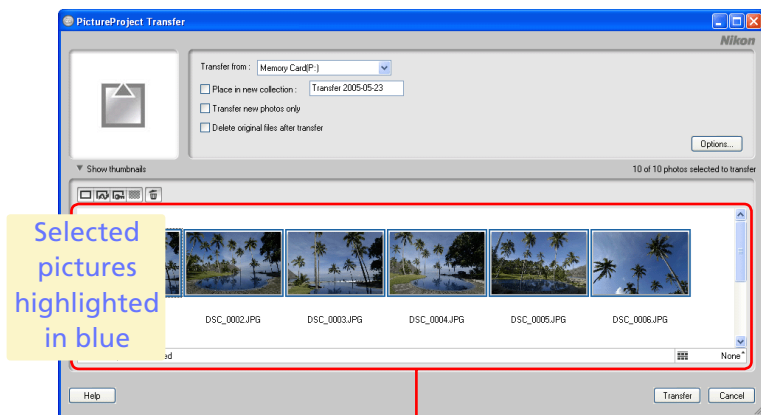 PictureProject Transfer
Nikon
Transfer from : Memory Card(P:)
Place in new collection : Transfer 2005-05-23
Transfer new photos only
Delete original files after transfer
Options...
Show thumbnails
10 of 10 photos selected to transfer
Selected
pictures
highlighted
in blue
DSC_0002.JPG DSC_0003.JPG DSC_0004.JPG DSC_0005.JPG DSC_0006.JPG
None
Help Transfer Cancel